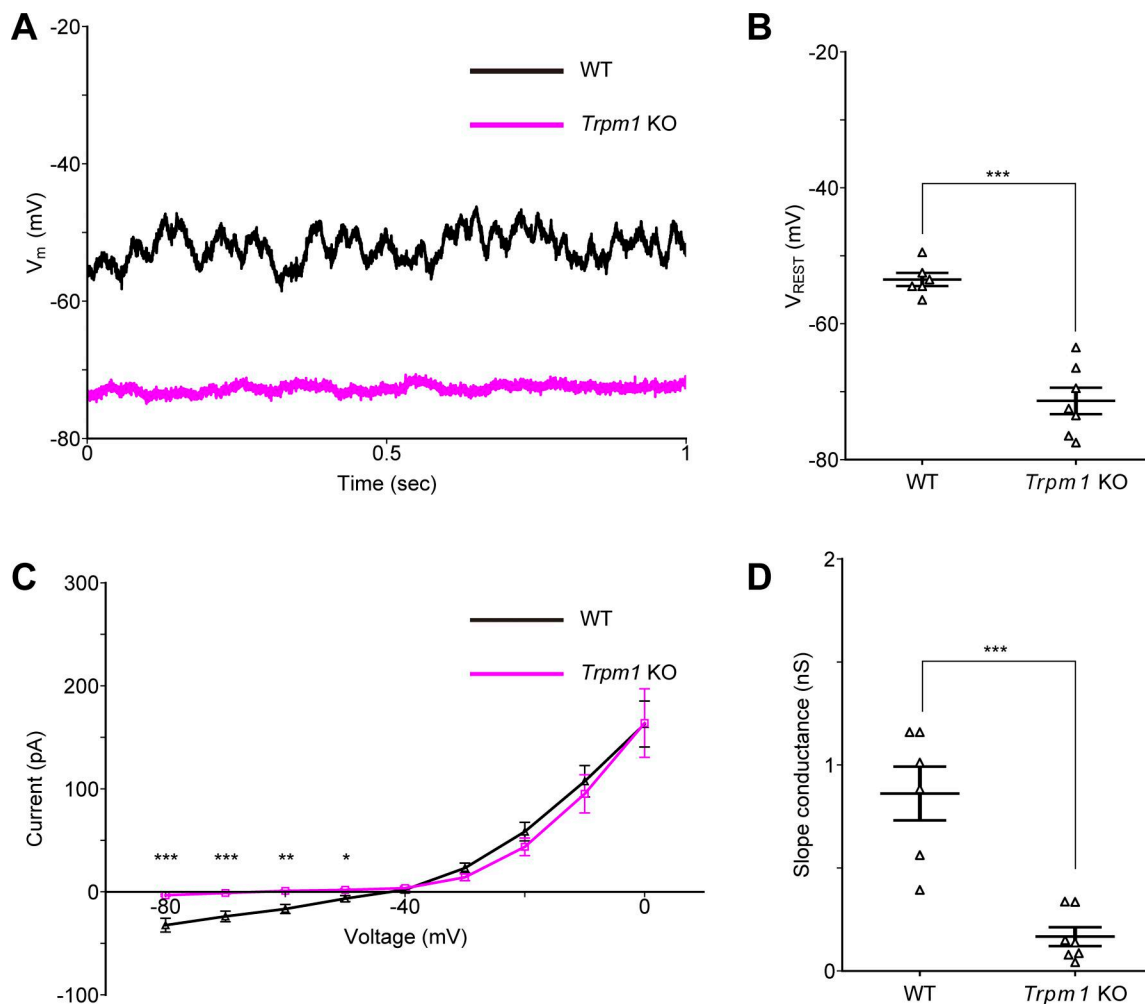 A
-20
-40
-60
-80
V_m (mV)
WT
Trpm1 KO
0
0.5
1
Time (sec)
B
-20
-40
-60
-80
V_REST (mV)
***
WT
Trpm1 KO
C
300
200
100
0
-100
Current (pA)
WT
Trpm1 KO
***
***
**
*
-80
-40
0
Voltage (mV)
D
2
1
0
Slope conductance (nS)
***
WT
Trpm1 KO